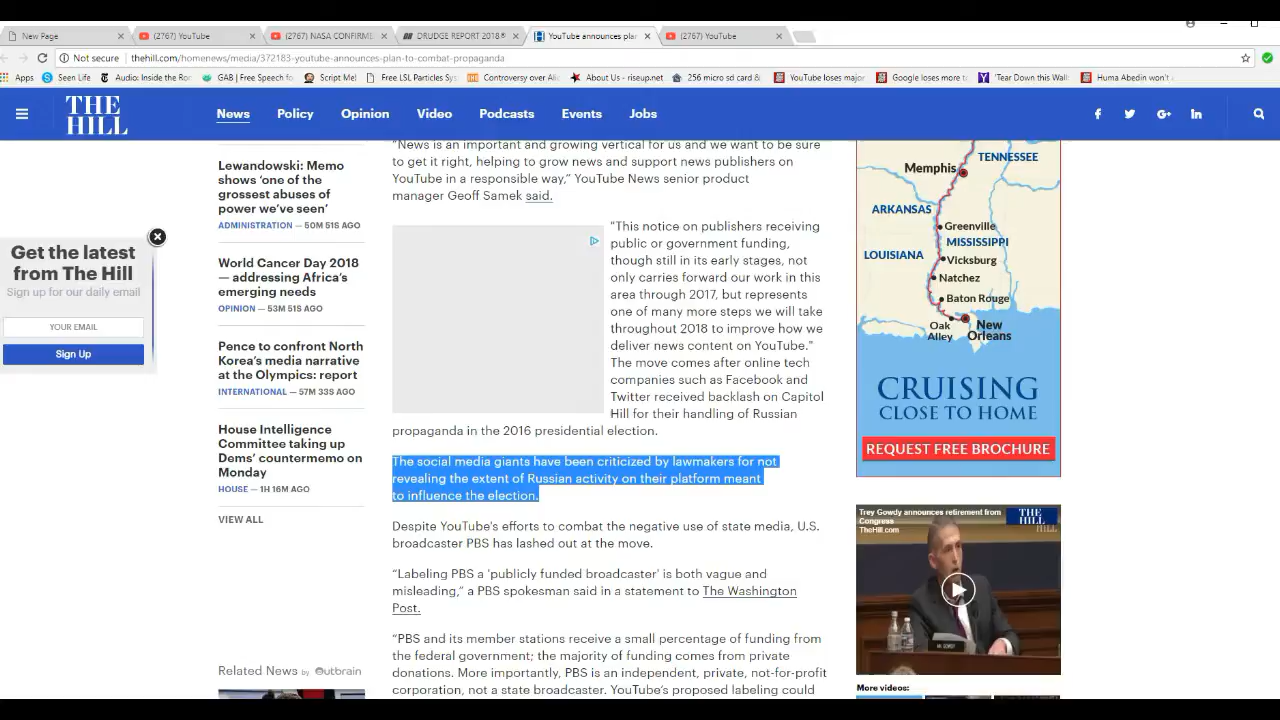 New Page
(2767) YouTube
(2767) NASA CONFIRME
DRUDGE REPORT 2018®
YouTube announces plan
(2767) YouTube
Not secure | thehill.com/homenews/media/372183-youtube-announces-plan-to-combat-propaganda
Apps
Seen Life
Audio: Inside the Ro
GAB | Free Speech fo
Script Me!
Free LSL Particles Sys
Controversy over Ali
About Us - riseup.net
256 micro sd card &
YouTube loses major
Google loses more t
'Tear Down this Wall
Huma Abedin won't
THE
HILL
News
Policy
Opinion
Video
Podcasts
Events
Jobs
Get the latest
from The Hill
Sign up for our daily email
YOUR EMAIL
Sign Up
Lewandowski: Memo
shows 'one of the
grossest abuses of
power we've seen'
ADMINISTRATION — 50M 51S AGO
World Cancer Day 2018
— addressing Africa's
emerging needs
OPINION — 53M 51S AGO
Pence to confront North
Korea's media narrative
at the Olympics: report
INTERNATIONAL — 57M 33S AGO
House Intelligence
Committee taking up
Dems' countermemo on
Monday
HOUSE — 1H 16M AGO
VIEW ALL
Related News by Outbrain
"News is an important and growing vertical for us and we want to be sure
to get it right, helping to grow news and support news publishers on
YouTube in a responsible way," YouTube News senior product
manager Geoff Samek said.
"This notice on publishers receiving
public or government funding,
though still in its early stages, not
only carries forward our work in this
area through 2017, but represents
one of many more steps we will take
throughout 2018 to improve how we
deliver news content on YouTube."
The move comes after online tech
companies such as Facebook and
Twitter received backlash on Capitol
Hill for their handling of Russian
propaganda in the 2016 presidential election.
The social media giants have been criticized by lawmakers for not
revealing the extent of Russian activity on their platform meant
to influence the election.
Despite YouTube's efforts to combat the negative use of state media, U.S.
broadcaster PBS has lashed out at the move.
"Labeling PBS a 'publicly funded broadcaster' is both vague and
misleading," a PBS spokesman said in a statement to The Washington
Post.
"PBS and its member stations receive a small percentage of funding from
the federal government; the majority of funding comes from private
donations. More importantly, PBS is an independent, private, not-for-profit
corporation, not a state broadcaster. YouTube's proposed labeling could
TENNESSEE
Memphis
ARKANSAS
Greenville
MISSISSIPPI
LOUISIANA
Vicksburg
Natchez
Baton Rouge
Oak
Alley
New
Orleans
CRUISING
CLOSE TO HOME
REQUEST FREE BROCHURE
Trey Gowdy announces retirement from
Congress
TheHill.com
THE
HILL
MR. GOWDY
More videos: